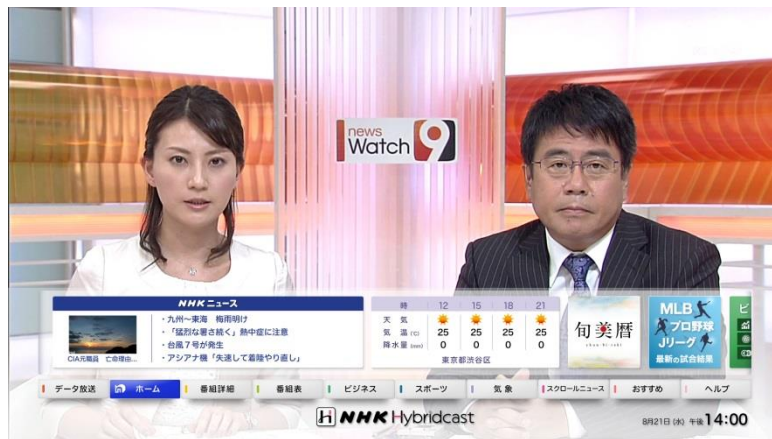 news
Watch 9
NHKニュース
・九州～東海　梅雨明け
・「猛烈な暑さ続く」熱中症に注意
・台風7号が発生
・アシアナ機「失速して着陸やり直し」
CIA元職員　亡命理由...
時 12 15 18 21
天気
気温(℃) 25 25 25 25
降水量(mm) 0 0 0 0
東京都渋谷区
旬美暦
MLB
プロ野球
Jリーグ
最新の試合結果
ビ
データ放送 ホーム 番組詳細 番組表 ビジネス スポーツ 気象 スクロールニュース おすすめ ヘルプ
H NHK Hybridcast
8月21日(水) 午後14:00